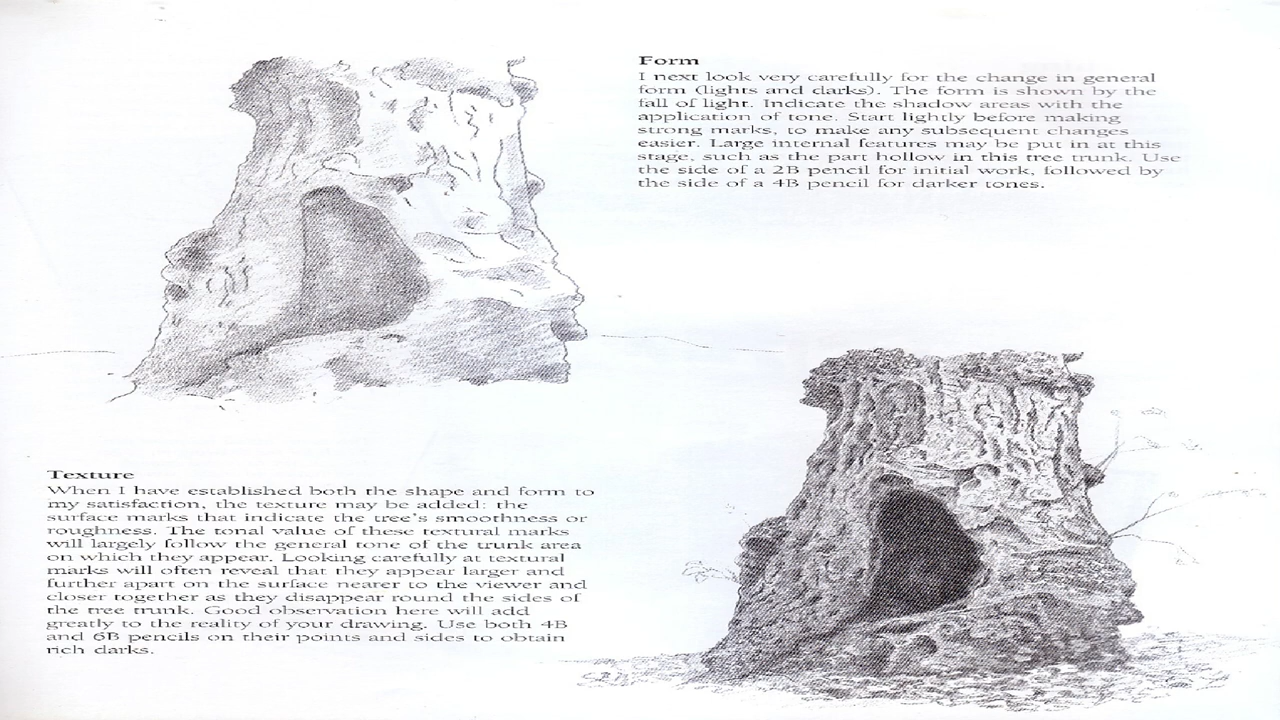 Form
I next look very carefully for the change in general
form (lights and darks). The form is shown by the
fall of light. Indicate the shadow areas with the
application of tone. Start lightly before making
strong marks, to make any subsequent changes
easier. Large internal features may be put in at this
stage, such as the part hollow in this tree trunk. Use
the side of a 2B pencil for initial work, followed by
the side of a 4B pencil for darker tones.
Texture
When I have established both the shape and form to
my satisfaction, the texture may be added: the
surface marks that indicate the tree's smoothness or
roughness. The tonal value of these textural marks
will largely follow the general tone of the trunk area
on which they appear. Looking carefully at textural
marks will often reveal that they appear larger and
further apart on the surface nearer to the viewer and
closer together as they disappear round the sides of
the tree trunk. Good observation here will add
greatly to the reality of your drawing. Use both 4B
and 6B pencils on their points and sides to obtain
rich darks.